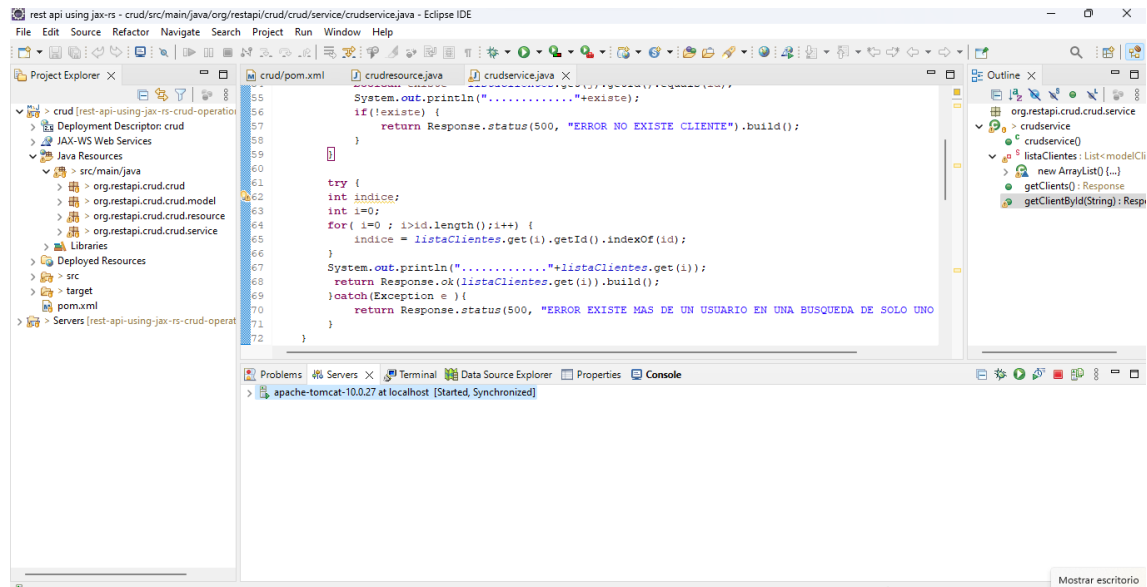 rest api using jax-rs - crud/src/main/java/org/restapi/crud/crud/service/crudservice.java - Eclipse IDE
File Edit Source Refactor Navigate Search Project Run Window Help
Project Explorer
crud [rest-api-using-jax-rs-crud-operation
Deployment Descriptor: crud
JAX-WS Web Services
Java Resources
src/main/java
org.restapi.crud.crud
org.restapi.crud.crud.model
org.restapi.crud.crud.resource
org.restapi.crud.crud.service
Libraries
Deployed Resources
src
target
pom.xml
Servers [rest-api-using-jax-rs-crud-operat
crud/pom.xml crudresource.java crudservice.java
55 System.out.println("............."+existe);
56 if(!existe) {
57 return Response.status(500, "ERROR NO EXISTE CLIENTE").build();
58 }
59 }
60
61 try {
62 int indice;
63 int i=0;
64 for( i=0 ; i>id.length();i++) {
65 indice = listaClientes.get(i).getId().indexOf(id);
66 }
67 System.out.println("............."+listaClientes.get(i));
68 return Response.ok(listaClientes.get(i)).build();
69 }catch(Exception e ){
70 return Response.status(500, "ERROR EXISTE MAS DE UN USUARIO EN UNA BUSQUEDA DE SOLO UNO
71 }
72 }
Outline
org.restapi.crud.crud.service
crudservice
crudservice()
listaClientes : List<modelCli
new ArrayList() {...}
getClients() : Response
getClientById(String) : Resp
Problems Servers Terminal Data Source Explorer Properties Console
apache-tomcat-10.0.27 at localhost [Started, Synchronized]
Mostrar escritorio